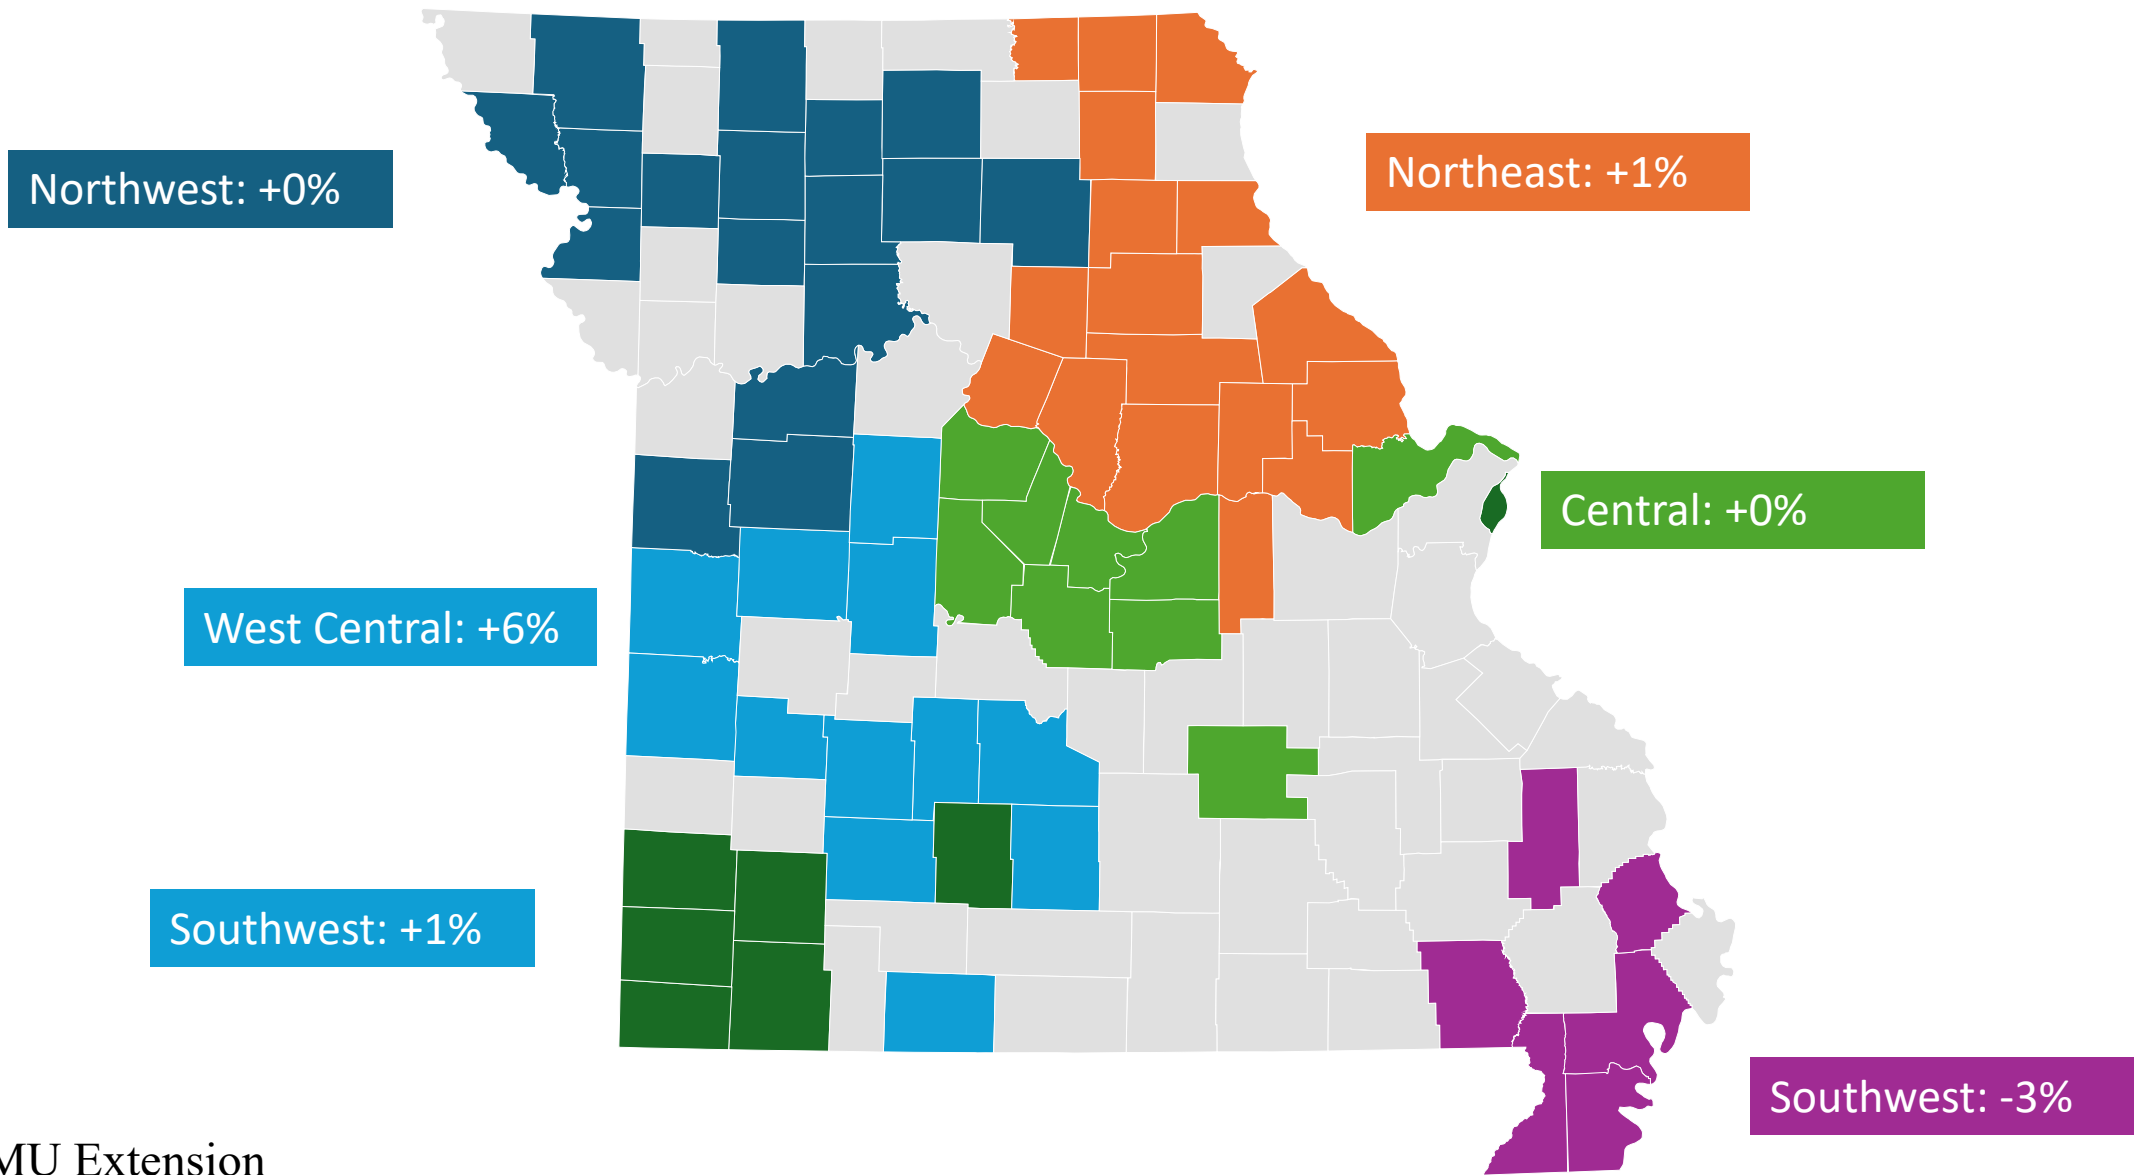 Northwest: +0%
Northeast: +1%
Central: +0%
West Central: +6%
Southwest: +1%
Southwest: -3%
MU Extension